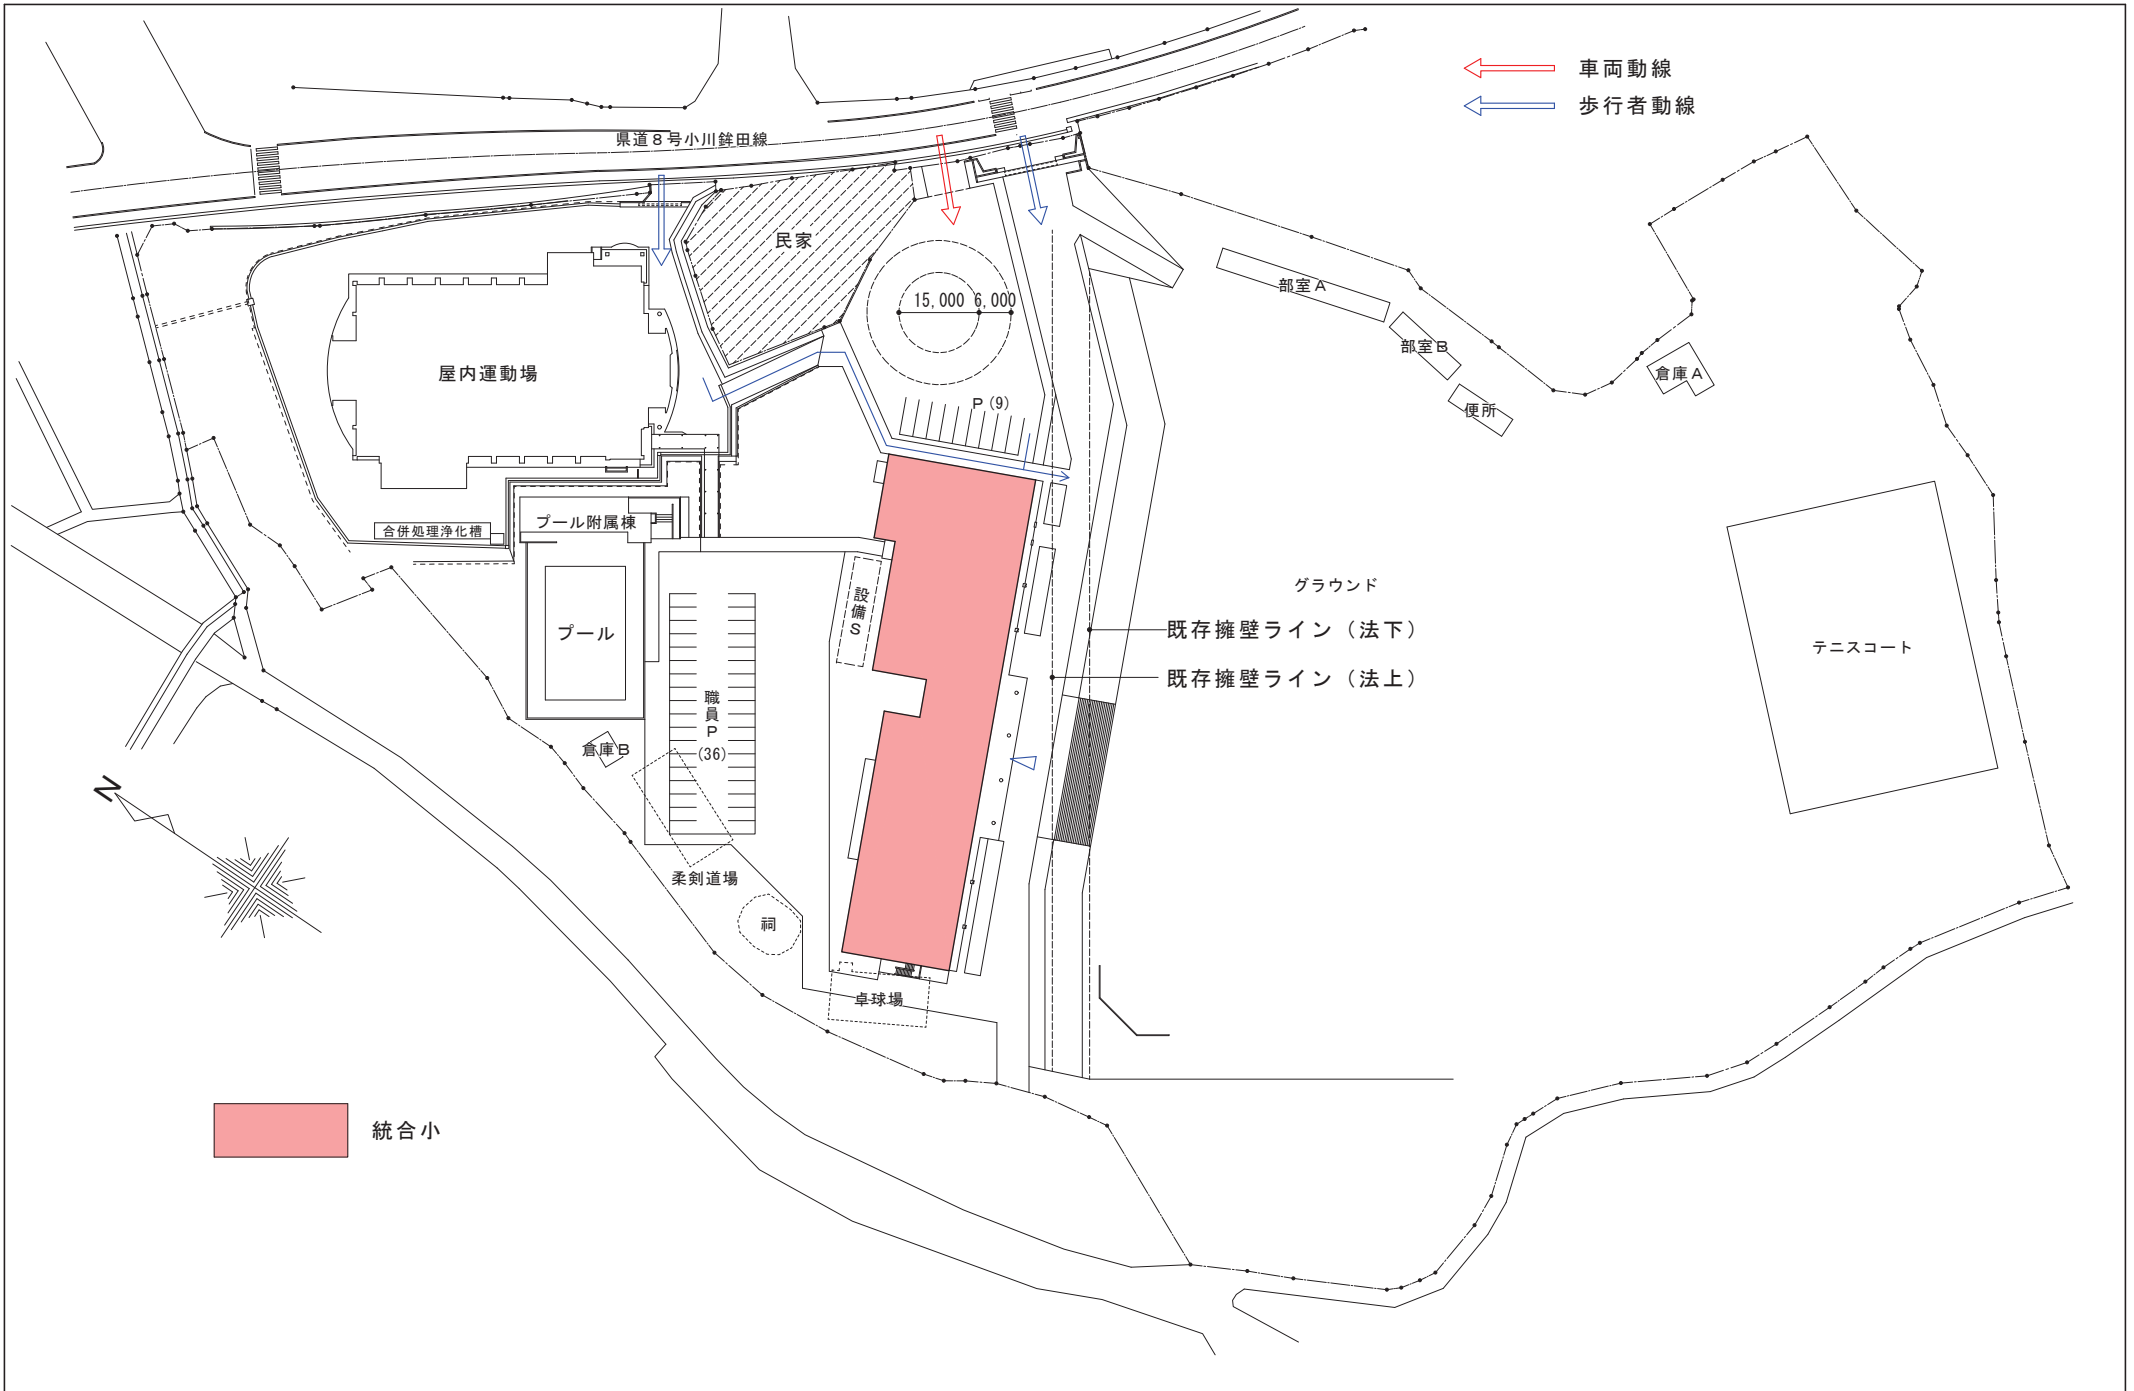 車両動線
歩行者動線
県道8号小川鉾田線
民家
部室A
15,000 6,000
部室B
倉庫A
屋内運動場
P(9)
便所
プール附属棟
合併処理浄化槽
グラウンド
設備S
プール
既存擁壁ライン（法下）
テニスコート
既存擁壁ライン（法上）
職員P
(36)
倉庫B
N
柔剣道場
祠
卓球場
統合小